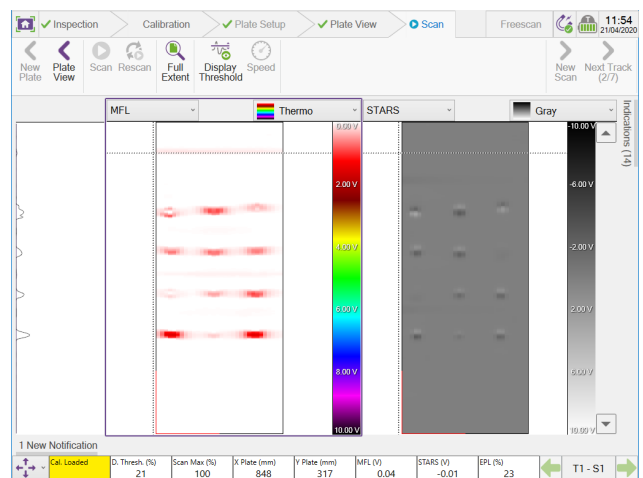 Inspection
Calibration
Plate Setup
Plate View
Scan
Freescan
11:54
21/04/2020
New Plate
Plate View
Scan
Rescan
Full Extent
Display Threshold
Speed
New Scan
Next Track (2/7)
MFL
Thermo
STARS
Gray
Indications (14)
0.00 V
2.00 V
4.00 V
6.00 V
8.00 V
10.00 V
-10.00 V
-6.00 V
-2.00 V
2.00 V
6.00 V
10.00 V
1 New Notification
Cal. Loaded
D. Thresh. (%)
21
Scan Max (%)
100
X Plate (mm)
848
Y Plate (mm)
317
MFL (V)
0.04
STARS (V)
-0.01
EPL (%)
23
T1 - S1